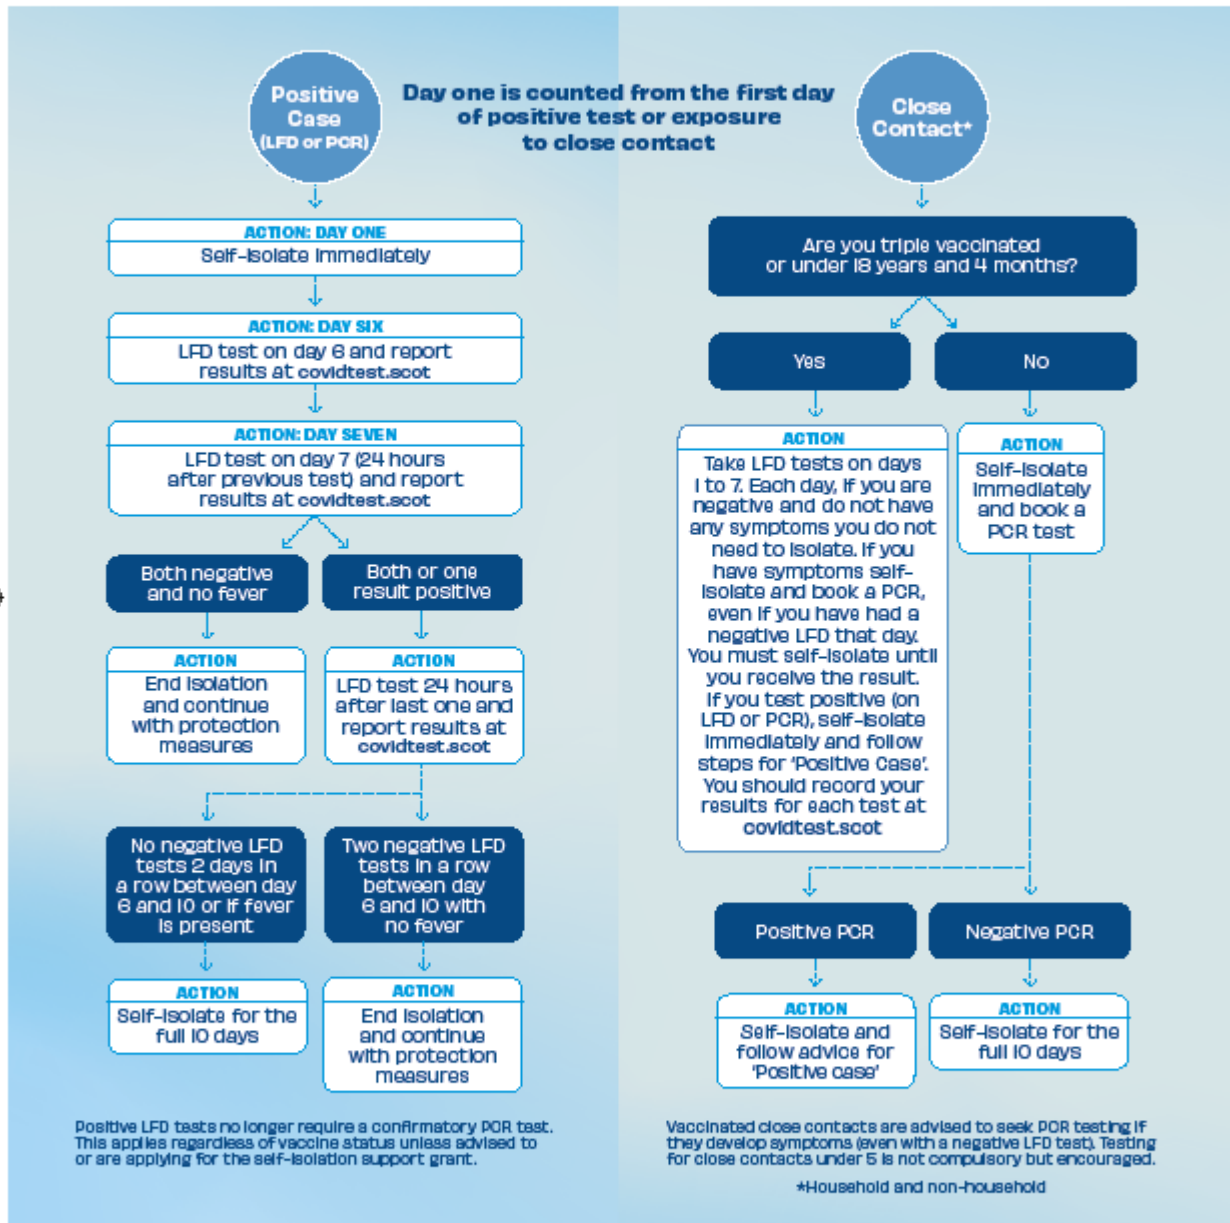 Positive
Case
(LFD or PCR)
Day one is counted from the first day
of positive test or exposure
to close contact
Close
Contact*
ACTION: DAY ONE
Self-isolate immediately
ACTION: DAY SIX
LFD test on day 6 and report
results at covidtest.scot
ACTION: DAY SEVEN
LFD test on day 7 (24 hours
after previous test) and report
results at covidtest.scot
Both negative
and no fever
Both or one
result positive
ACTION
End isolation
and continue
with protection
measures
ACTION
LFD test 24 hours
after last one and
report results at
covidtest.scot
No negative LFD
tests 2 days in
a row between day
6 and 10 or if fever
is present
Two negative LFD
tests in a row
between day
6 and 10 with
no fever
ACTION
Self-isolate for the
full 10 days
ACTION
End isolation
and continue
with protection
measures
Positive LFD tests no longer require a confirmatory PCR test.
This applies regardless of vaccine status unless advised to
or are applying for the self-isolation support grant.
Are you triple vaccinated
or under 18 years and 4 months?
Yes
No
ACTION
Take LFD tests on days
1 to 7. Each day, if you are
negative and do not have
any symptoms you do not
need to isolate. If you
have symptoms self-
isolate and book a PCR,
even if you have had a
negative LFD that day.
You must self-isolate until
you receive the result.
If you test positive (on
LFD or PCR), self-isolate
immediately and follow
steps for 'Positive Case'.
You should record your
results for each test at
covidtest.scot
ACTION
Self-isolate
immediately
and book a
PCR test
Positive PCR
Negative PCR
ACTION
Self-isolate and
follow advice for
'Positive case'
ACTION
Self-isolate for the
full 10 days
Vaccinated close contacts are advised to seek PCR testing if
they develop symptoms (even with a negative LFD test). Testing
for close contacts under 5 is not compulsory but encouraged.
*Household and non-household